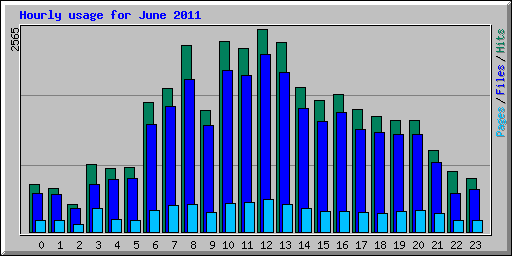 Hourly usage for June 2011
2565
Pages/Files/Hits
0 1 2 3 4 5 6 7 8 9 10 11 12 13 14 15 16 17 18 19 20 21 22 23